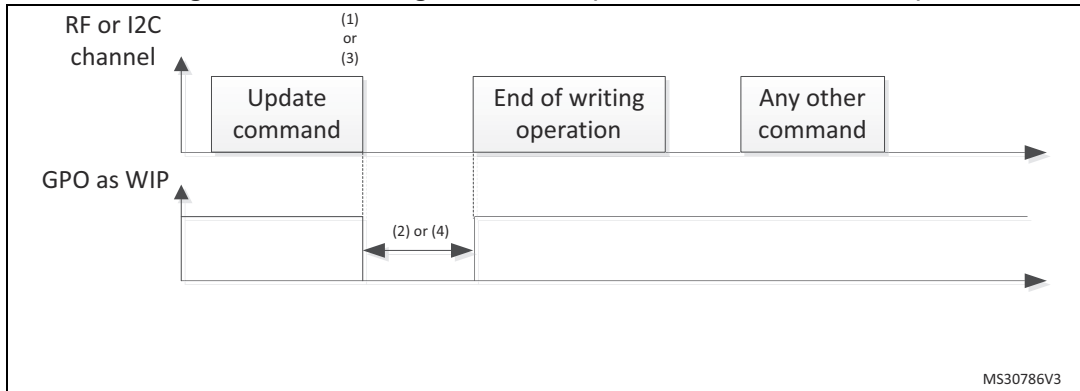 RF or I2C
channel
(1)
or
(3)
Update
command
End of writing
operation
Any other
command
GPO as WIP
(2) or (4)
MS30786V3